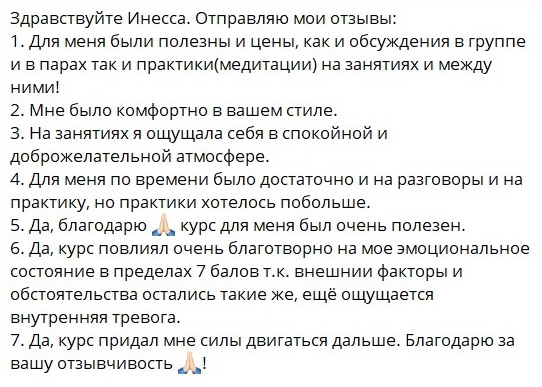 Здравствуйте Инесса. Отправляю мои отзывы:
1. Для меня были полезны и цены, как и обсуждения в группе
и в парах так и практики(медитации) на занятиях и между
ними!
2. Мне было комфортно в вашем стиле.
3. На занятиях я ощущала себя в спокойной и
доброжелательной атмосфере.
4. Для меня по времени было достаточно и на разговоры и на
практику, но практики хотелось побольше.
5. Да, благодарю 🙏🏻 курс для меня был очень полезен.
6. Да, курс повлиял очень благотворно на мое эмоциональное
состояние в пределах 7 балов т.к. внешнии факторы и
обстоятельства остались такие же, ещё ощущается
внутренняя тревога.
7. Да, курс придал мне силы двигаться дальше. Благодарю за
вашу отзывчивость 🙏🏻!